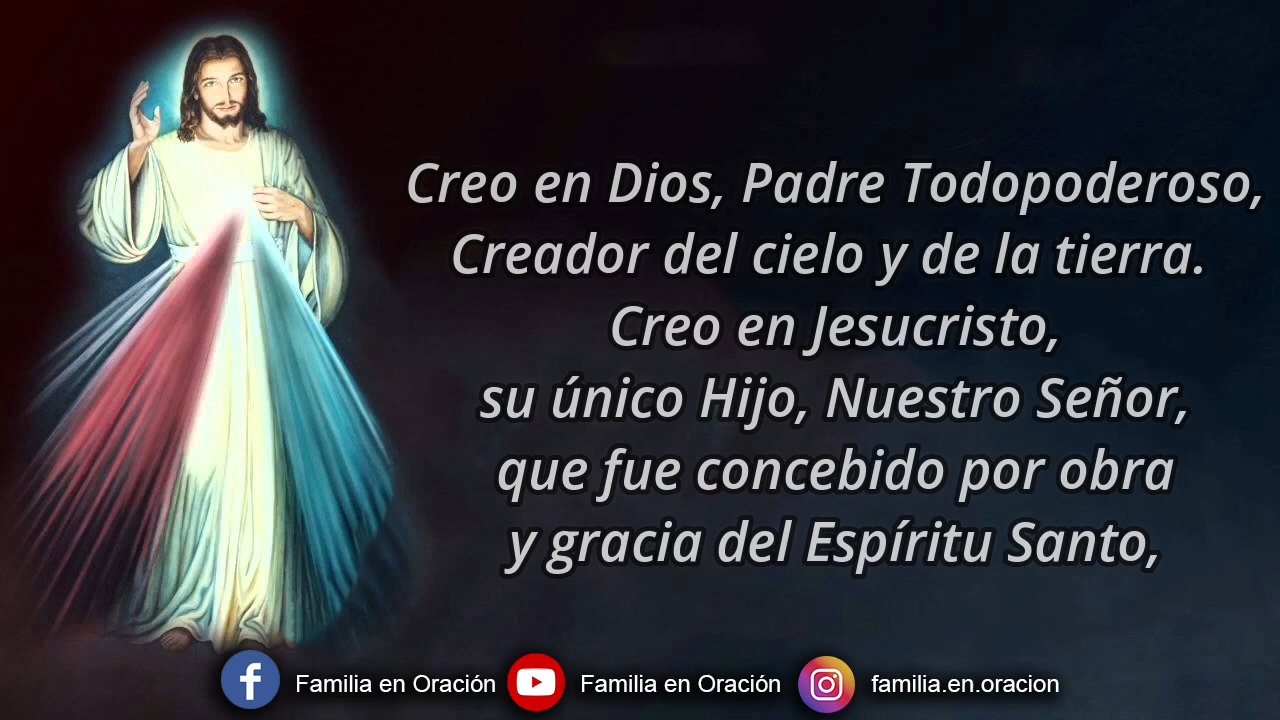 Creo en Dios, Padre Todopoderoso,
Creador del cielo y de la tierra.
Creo en Jesucristo,
su único Hijo, Nuestro Señor,
que fue concebido por obra
y gracia del Espíritu Santo,
Familia en Oración Familia en Oración familia.en.oracion